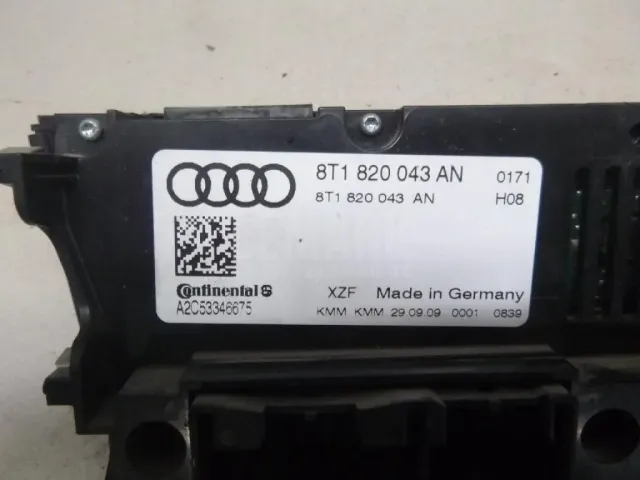 8T1 820 043 AN 0171
8T1 820 043 AN H08
Continental
A2C53346675
XZF Made in Germany
KMM KMM 29.09.09 0001 0839